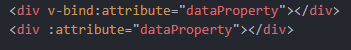 <div v-bind:attribute="dataProperty"></div>
<div :attribute="dataProperty"></div>